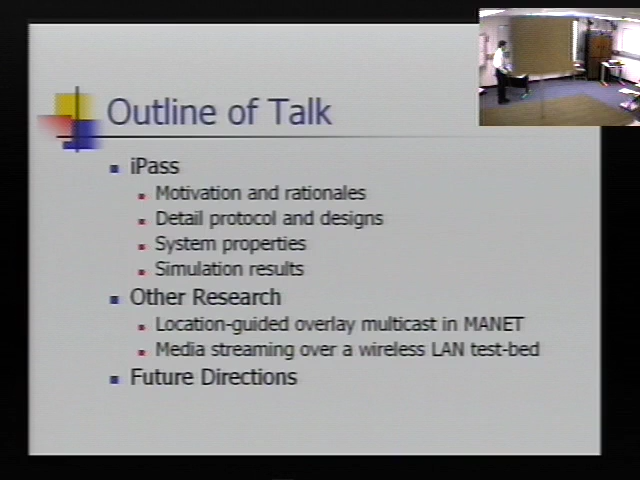 Outline of Talk
iPass
Motivation and rationales
Detail protocol and designs
System properties
Simulation results
Other Research
Location-guided overlay multicast in MANET
Media streaming over a wireless LAN test-bed
Future Directions